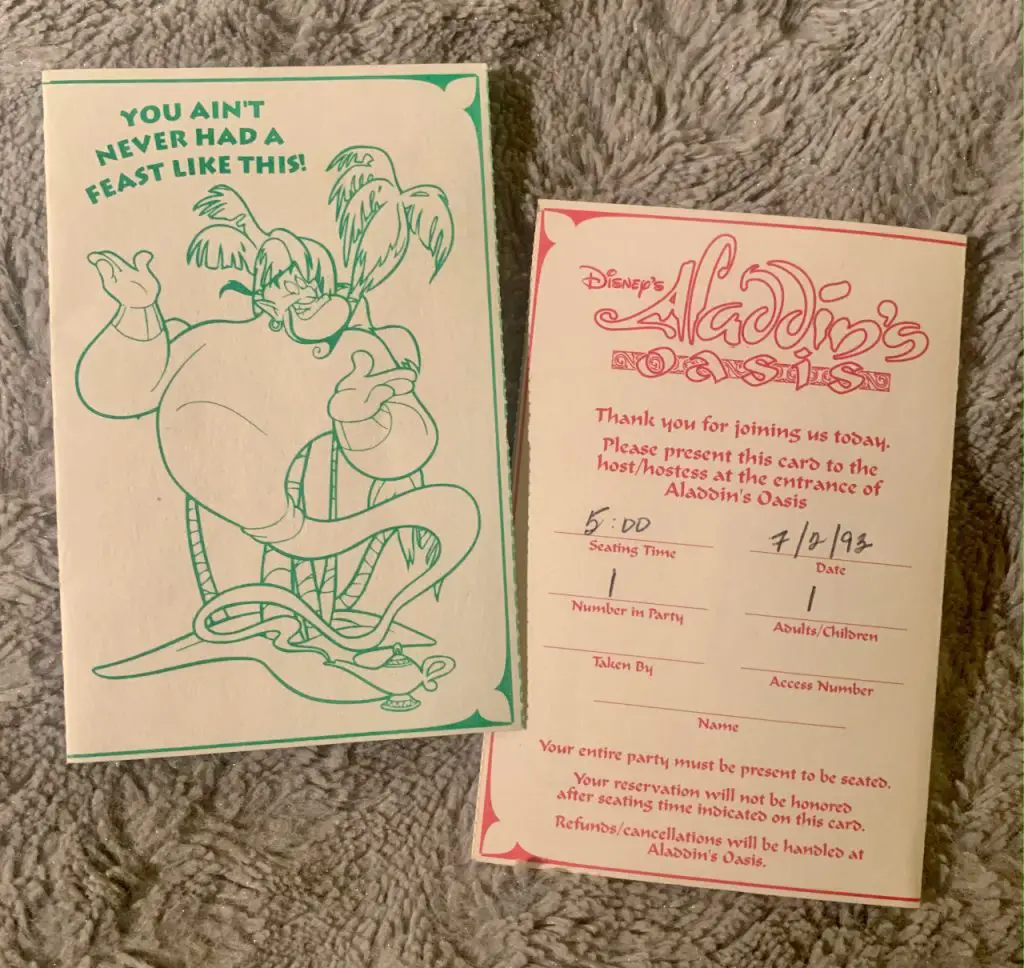 YOU AIN'T
NEVER HAD A
FEAST LIKE THIS!
DISNEY'S
Aladdin's
oasis
Thank you for joining us today.
Please present this card to the
host/hostess at the entrance of
Aladdin's Oasis
5:00 7/2/93
Seating Time Date
1 1
Number in Party Adults/Children
Taken By Access Number
Name
Your entire party must be present to be seated.
Your reservation will not be honored
after seating time indicated on this card.
Refunds/cancellations will be handled at
Aladdin's Oasis.